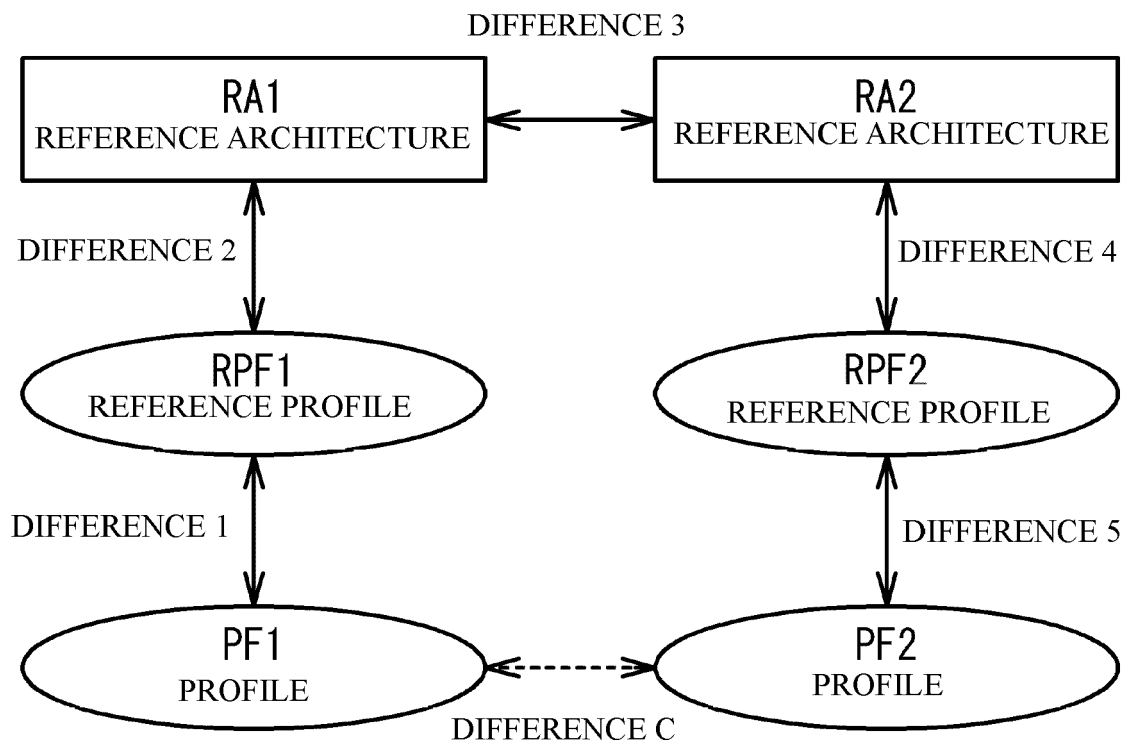 DIFFERENCE 3
RA1
REFERENCE ARCHITECTURE
RA2
REFERENCE ARCHITECTURE
DIFFERENCE 2
DIFFERENCE 4
RPF1
REFERENCE PROFILE
RPF2
REFERENCE PROFILE
DIFFERENCE 1
DIFFERENCE 5
PF1
PROFILE
PF2
PROFILE
DIFFERENCE C